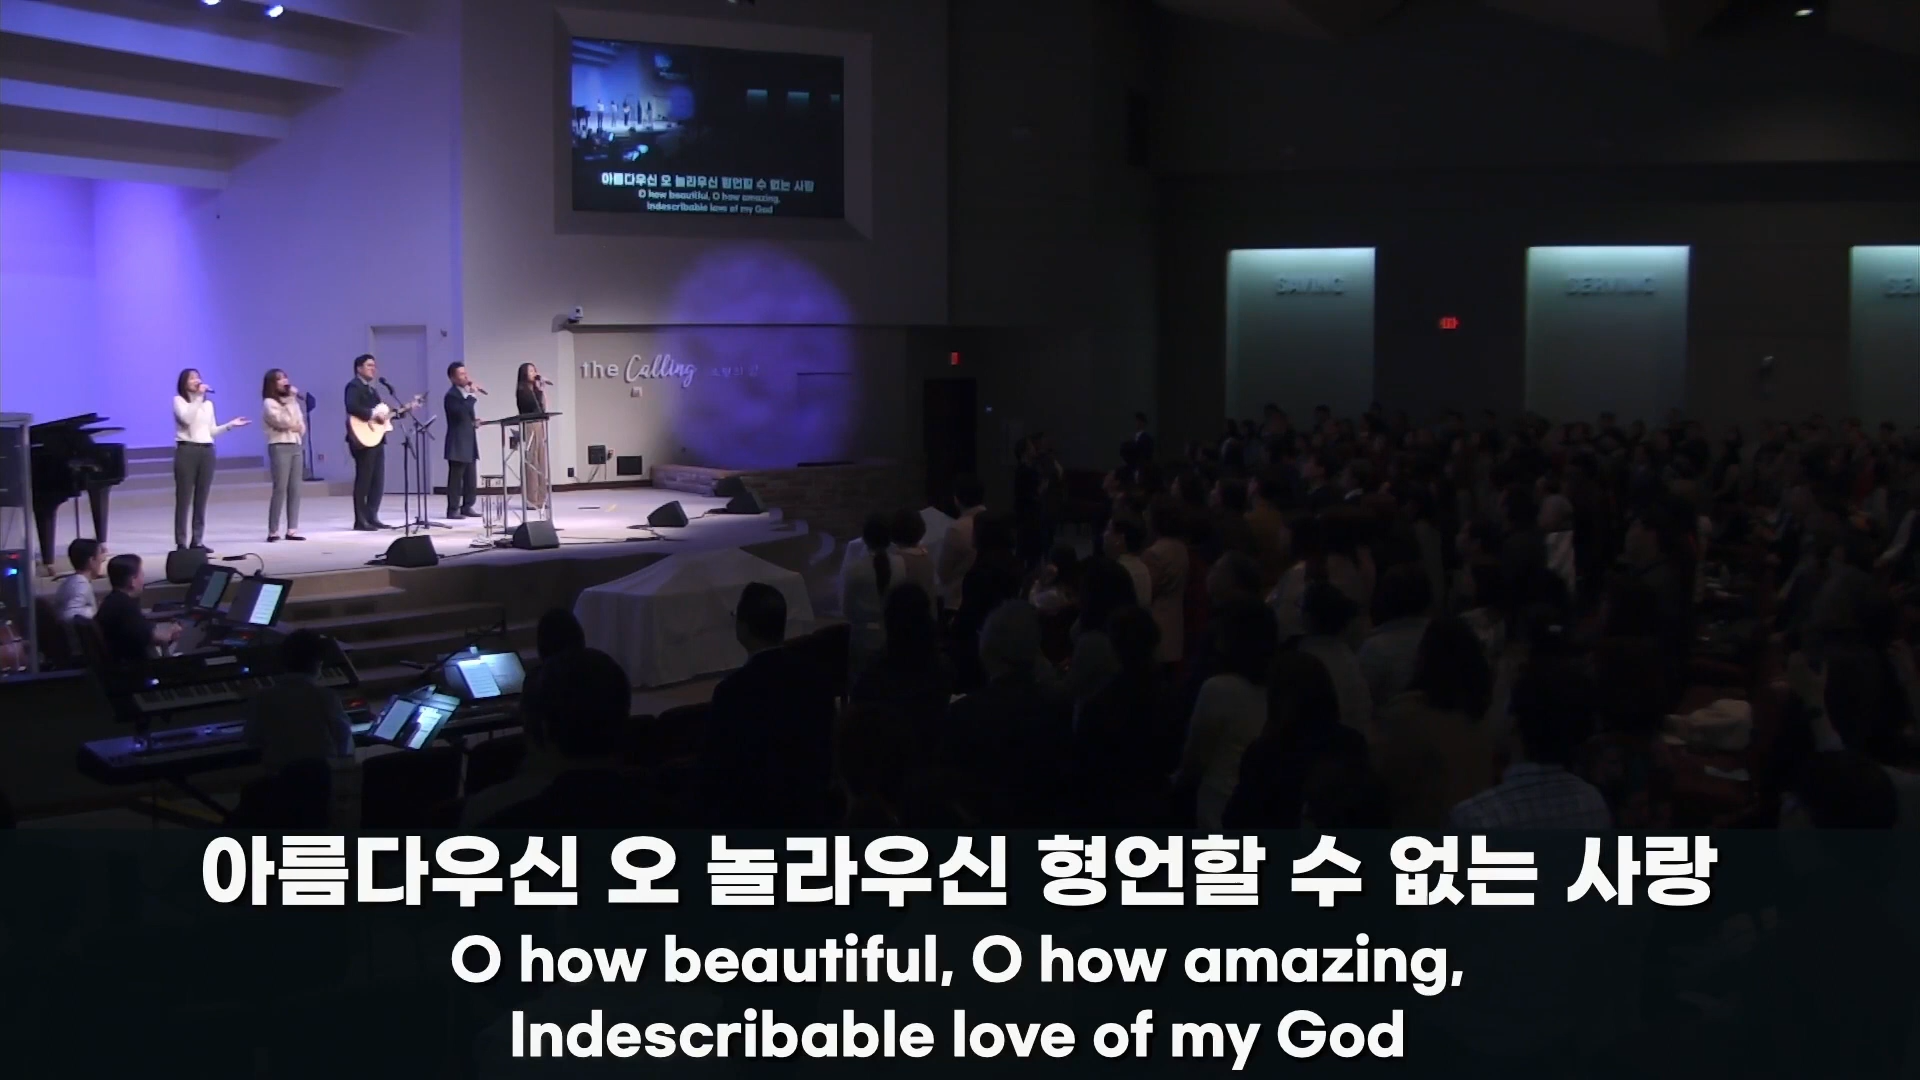 아름다우신 오 놀라우신 형언할 수 없는 사랑
O how beautiful, O how amazing,
Indescribable love of my God
SAVING
SERVING
the Calling
아름다우신 오 놀라우신 형언할 수 없는 사랑
O how beautiful, O how amazing,
Indescribable love of my God